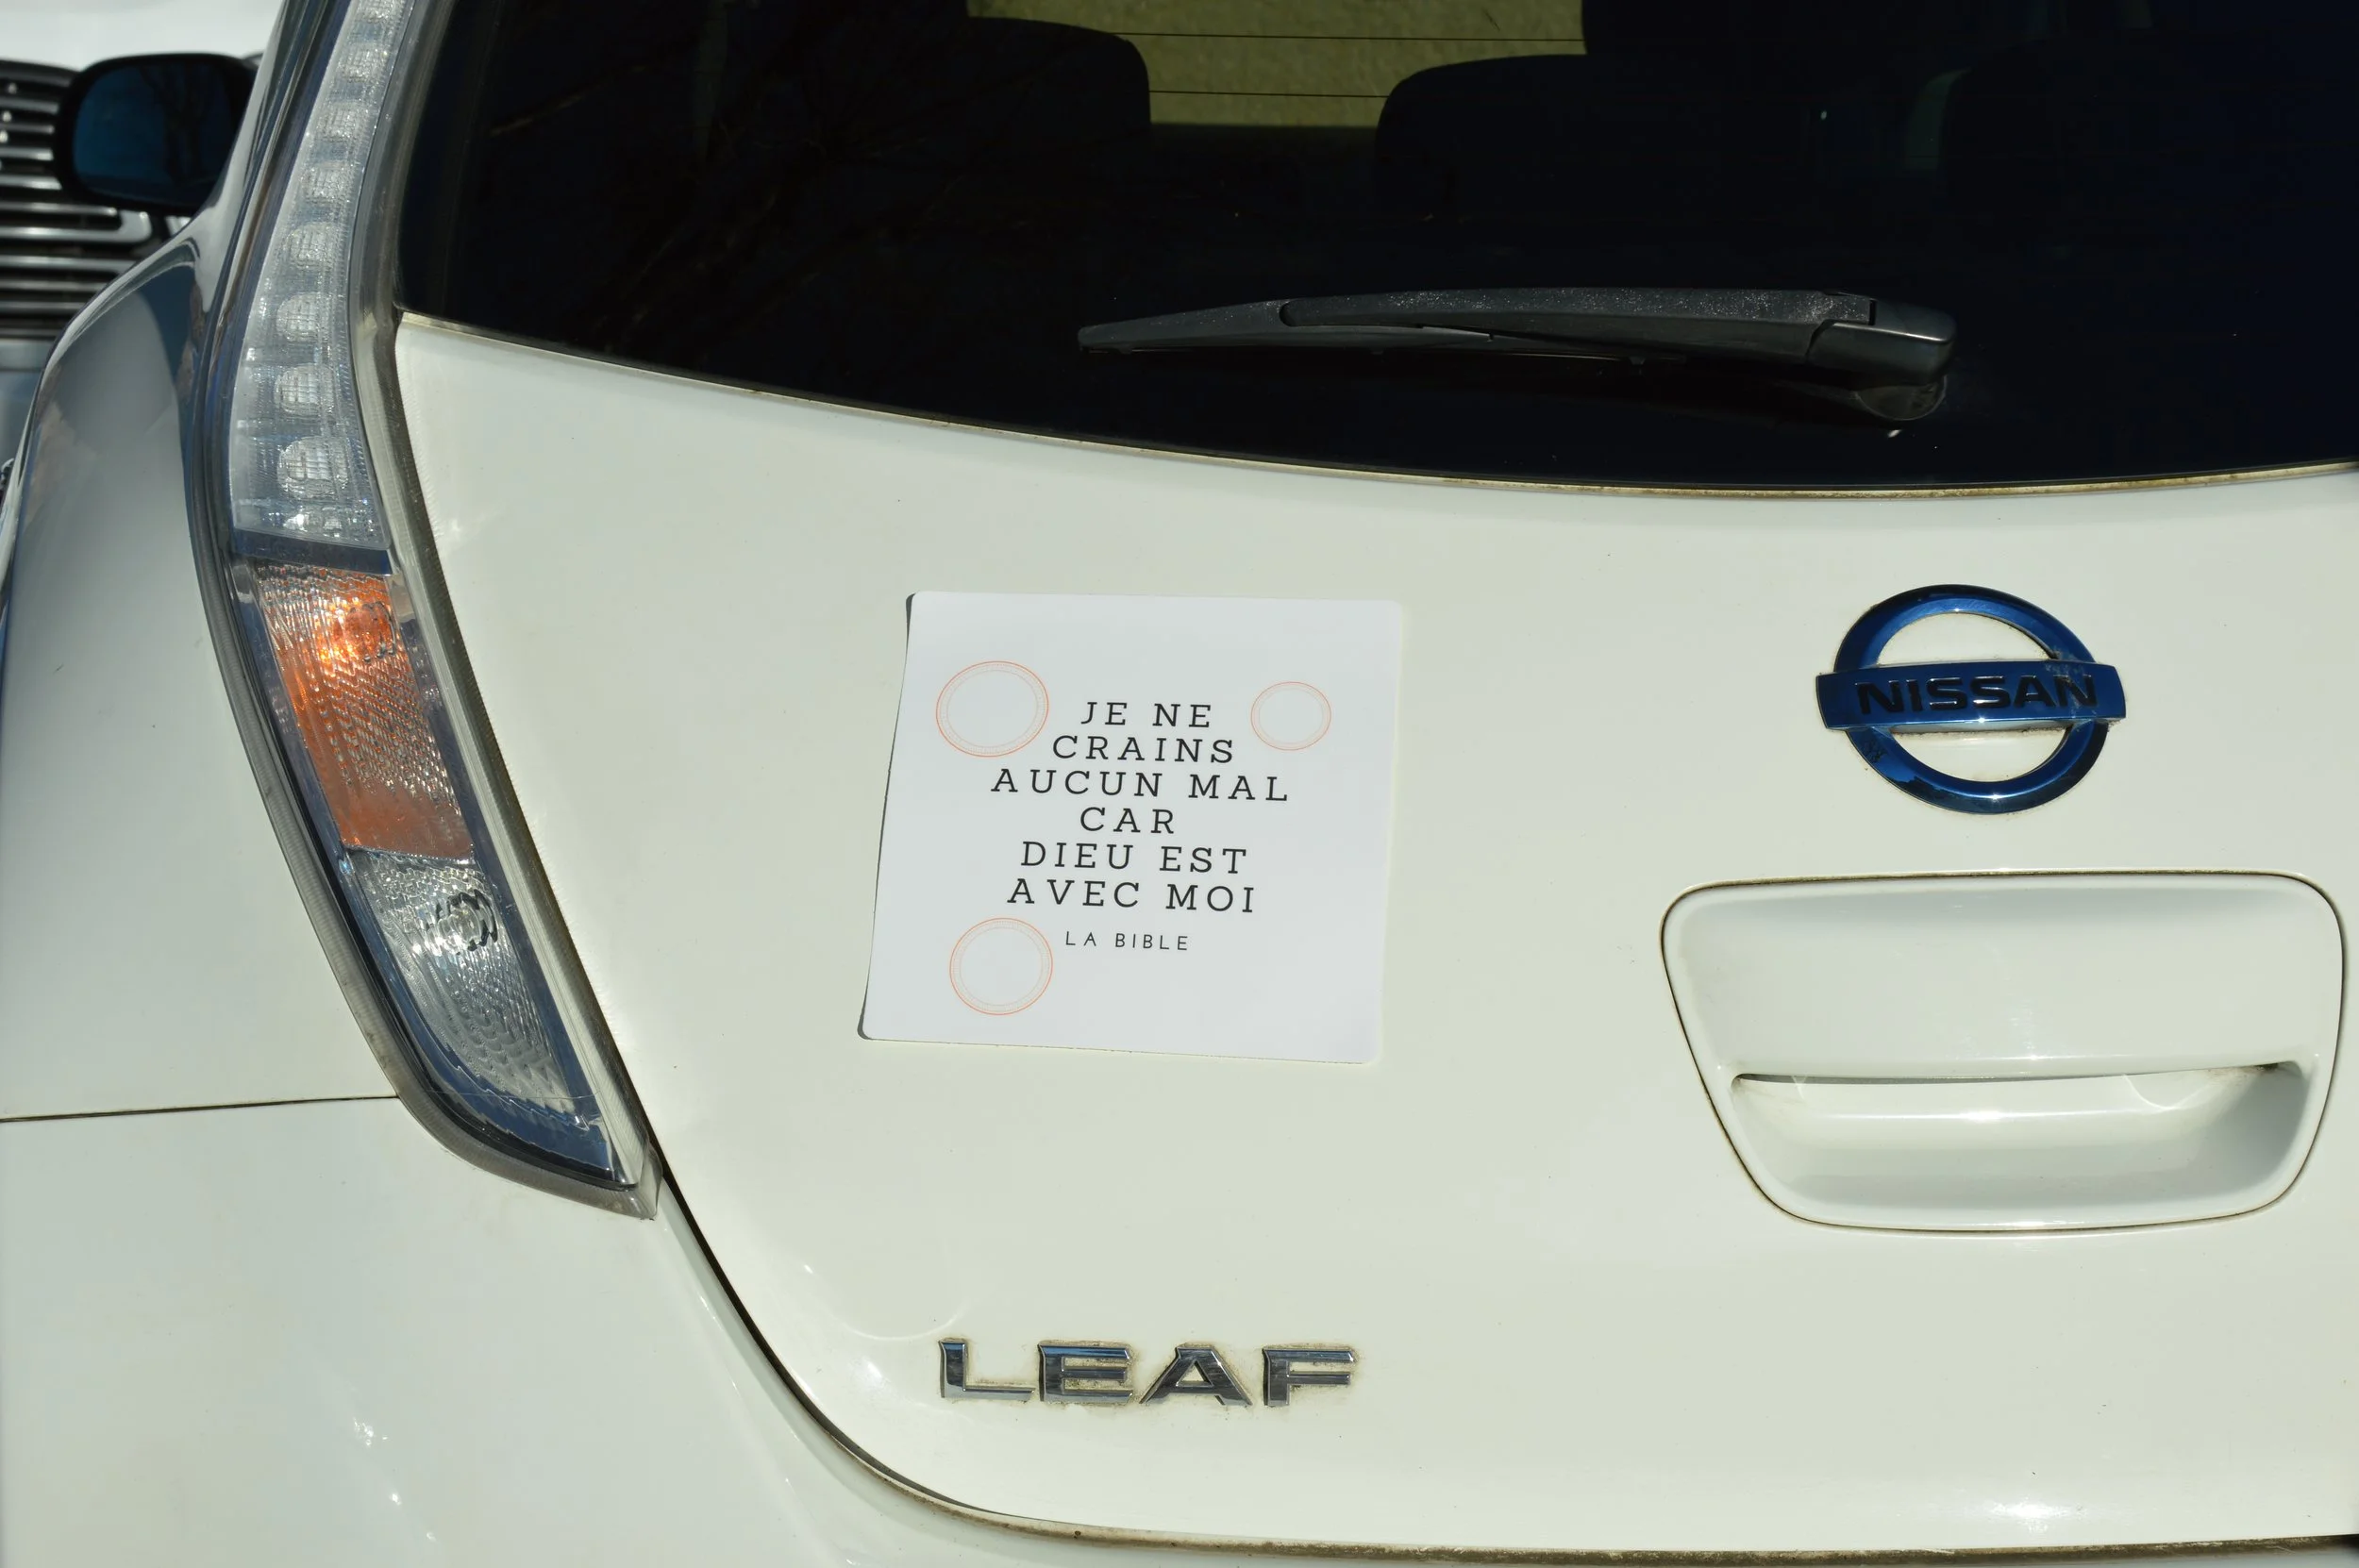 JE NE
CRAINS
AUCUN MAL
CAR
DIEU EST
AVEC MOI
LA BIBLE
NISSAN
LEAF